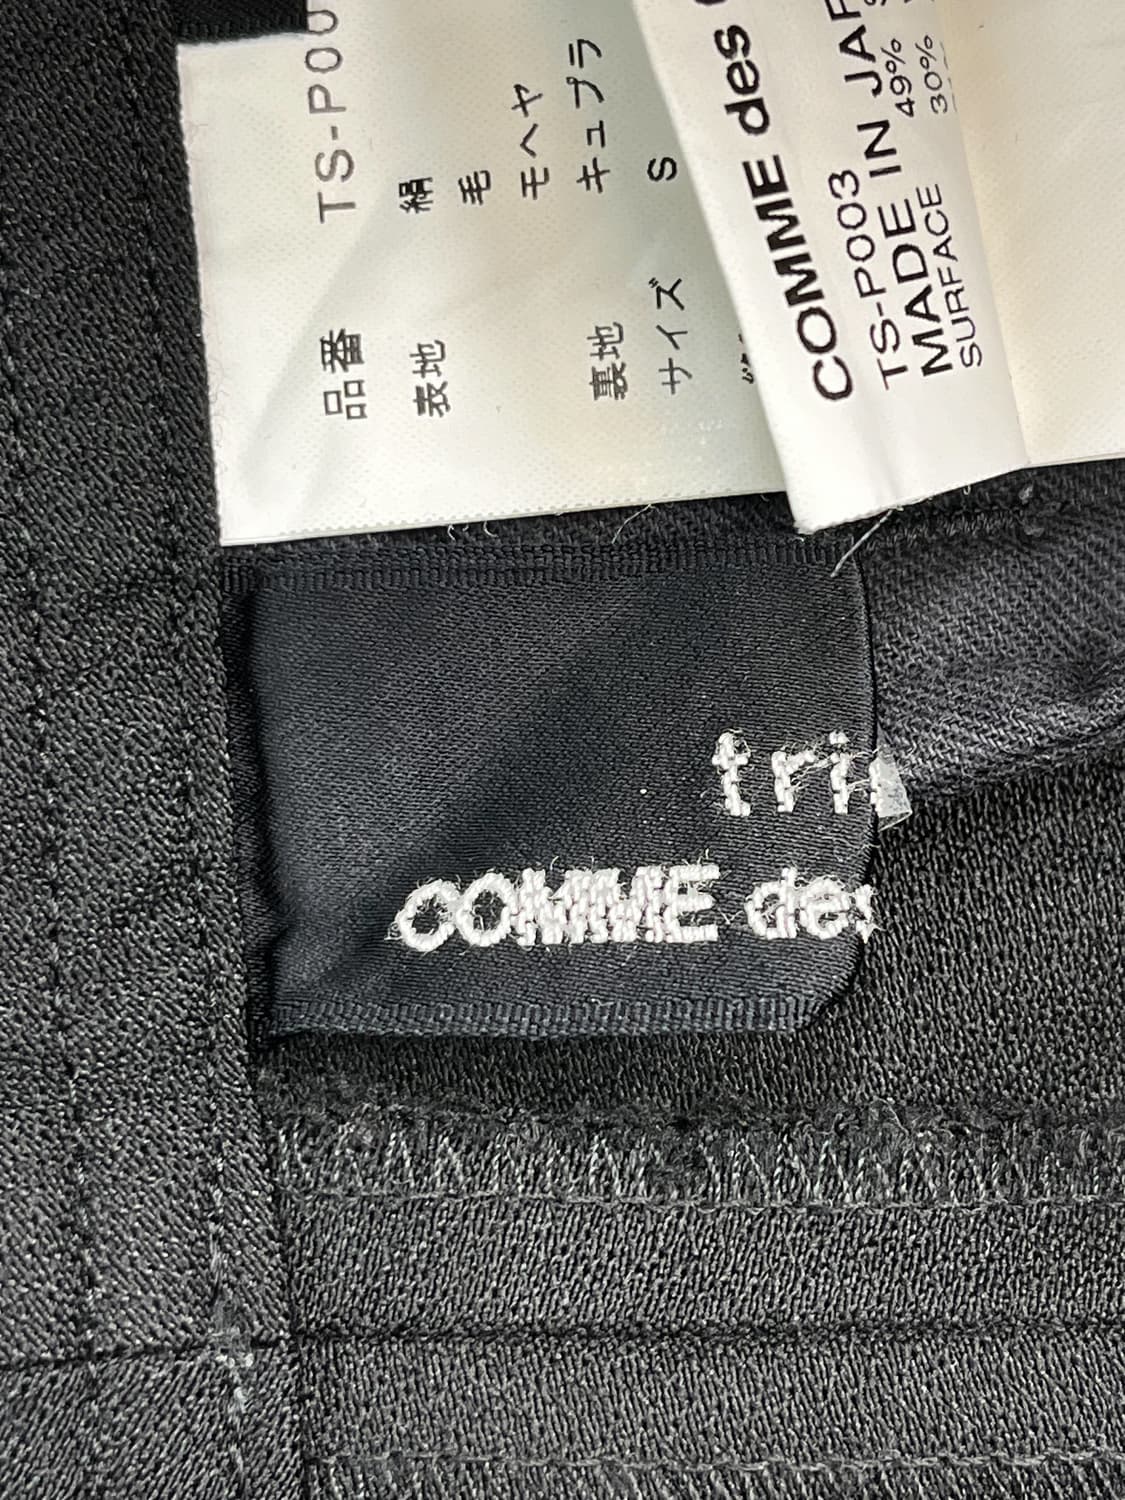 品番 TS-P00
表地 絹
毛
モヘヤ
裏地 キュプラ
サイズ S
COMME des
TS-P003
MADE IN JAP
SURFACE 49%
30%
tri
COMME des